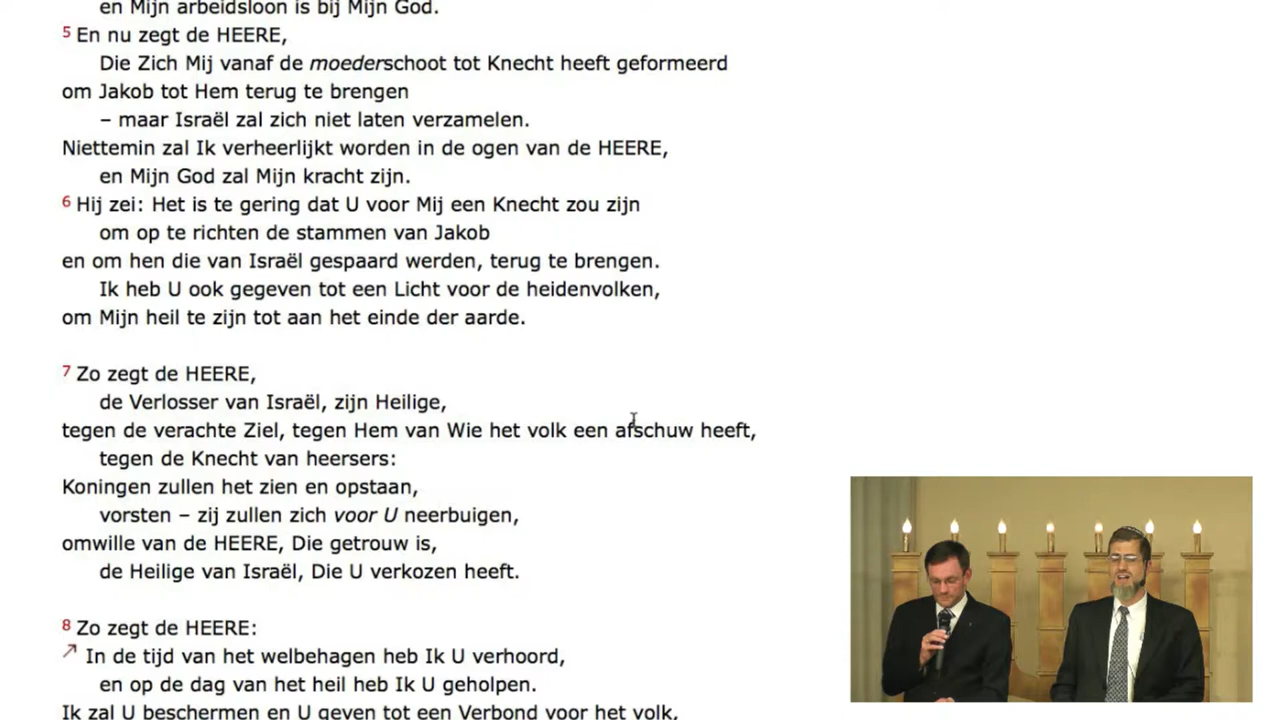 en Mijn arbeidsloon is bij Mijn God.
5 En nu zegt de HEERE,
Die Zich Mij vanaf de moederschoot tot Knecht heeft geformeerd
om Jakob tot Hem terug te brengen
– maar Israël zal zich niet laten verzamelen.
Niettemin zal Ik verheerlijkt worden in de ogen van de HEERE,
en Mijn God zal Mijn kracht zijn.
6 Hij zei: Het is te gering dat U voor Mij een Knecht zou zijn
om op te richten de stammen van Jakob
en om hen die van Israël gespaard werden, terug te brengen.
Ik heb U ook gegeven tot een Licht voor de heidenvolken,
om Mijn heil te zijn tot aan het einde der aarde.
7 Zo zegt de HEERE,
de Verlosser van Israël, zijn Heilige,
tegen de verachte Ziel, tegen Hem van Wie het volk een afschuw heeft,
tegen de Knecht van heersers:
Koningen zullen het zien en opstaan,
vorsten – zij zullen zich voor U neerbuigen,
omwille van de HEERE, Die getrouw is,
de Heilige van Israël, Die U verkozen heeft.
8 Zo zegt de HEERE:
↗ In de tijd van het welbehagen heb Ik U verhoord,
en op de dag van het heil heb Ik U geholpen.
Ik zal U beschermen en U geven tot een Verbond voor het volk,